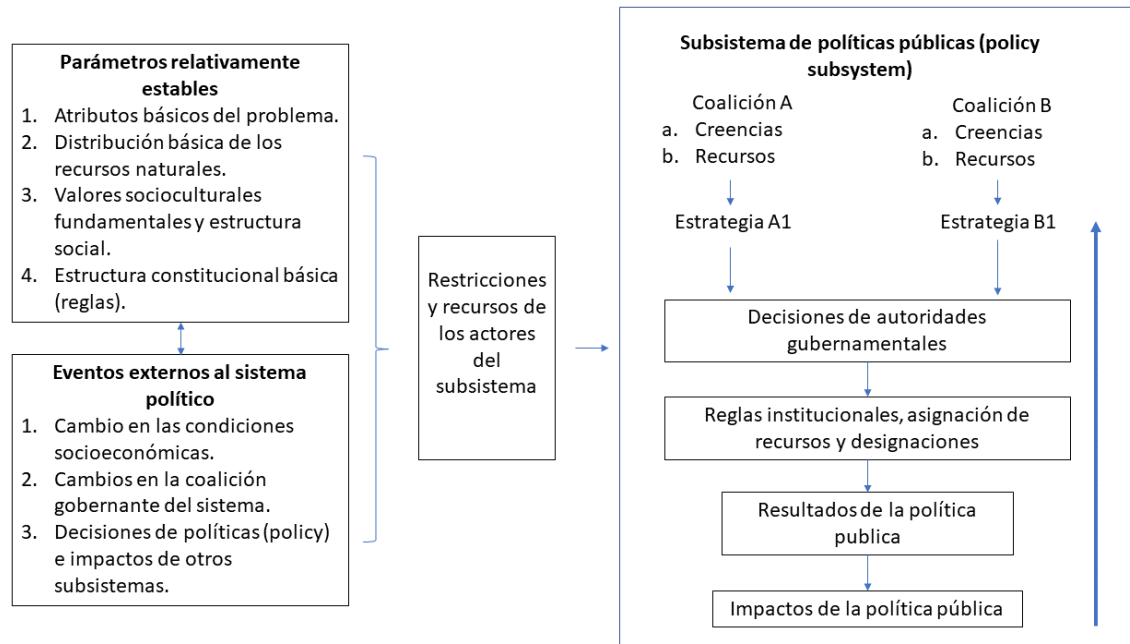 Parámetros relativamente
estables
1. Atributos básicos del problema.
2. Distribución básica de los
recursos naturales.
3. Valores socioculturales
fundamentales y estructura
social.
4. Estructura constitucional básica
(reglas).
Eventos externos al sistema
político
1. Cambio en las condiciones
socioeconómicas.
2. Cambios en la coalición
gobernante del sistema.
3. Decisiones de políticas (policy)
e impactos de otros
subsistemas.
Restricciones
y recursos de
los actores
del
subsistema
Subsistema de políticas públicas (policy
subsystem)
Coalición A
a. Creencias
b. Recursos
Estrategia A1
Coalición B
a. Creencias
b. Recursos
Estrategia B1
Decisiones de autoridades
gubernamentales
Reglas institucionales, asignación de
recursos y designaciones
Resultados de la política
publica
Impactos de la política pública